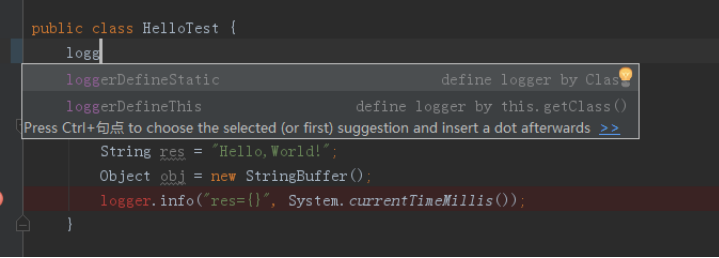 public class HelloTest {
logg
loggerDefineStatic define logger by Clas
loggerDefineThis define logger by this.getClass()
Press Ctrl+句点 to choose the selected (or first) suggestion and insert a dot afterwards >>
String res = "Hello,World!";
Object obj = new StringBuffer();
logger.info("res={}", System.currentTimeMillis());
}